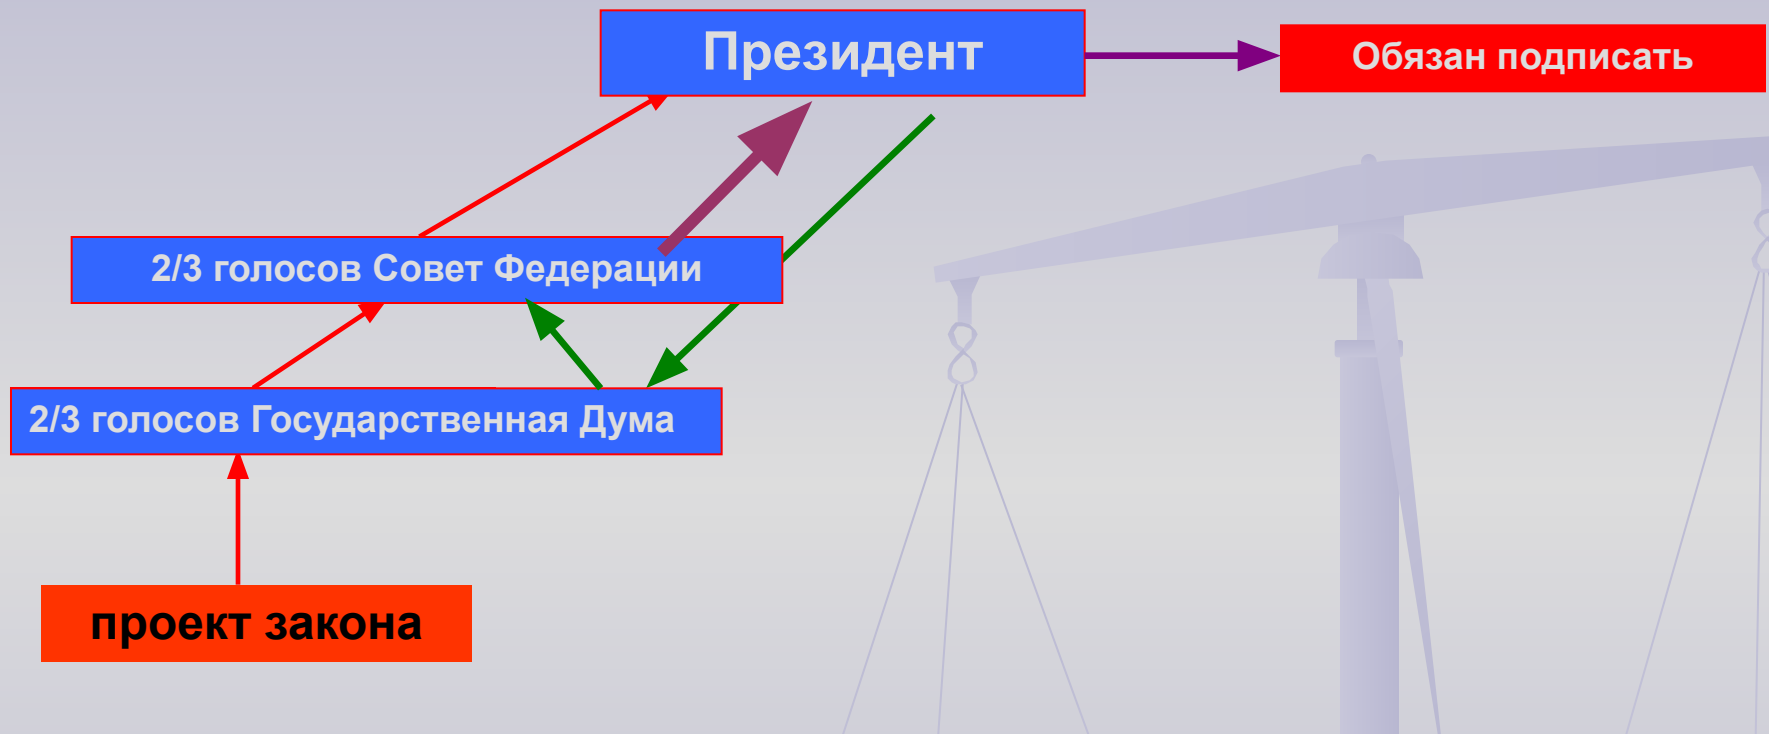 Президент
Обязан подписать
2/3 голосов Совет Федерации
2/3 голосов Государственная Дума
проект закона